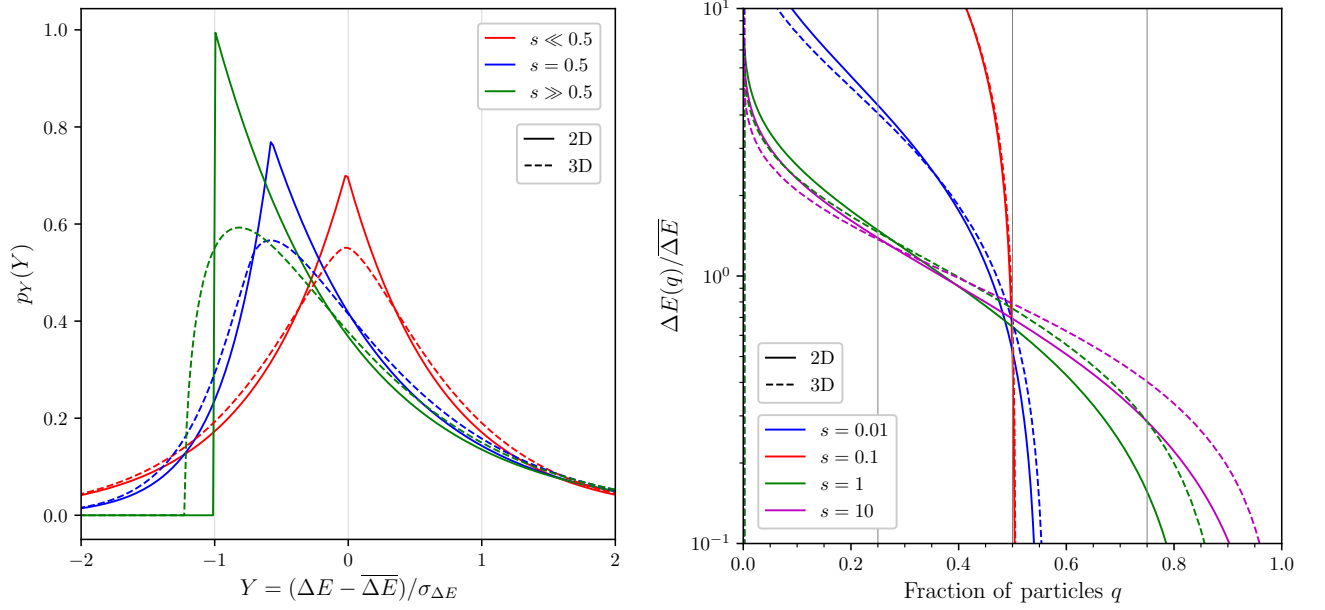 1.0
0.8
0.6
0.4
0.2
0.0
p_Y(Y)
s ≪ 0.5
s = 0.5
s ≫ 0.5
2D
3D
−2
−1
0
1
2
Y = (ΔE − \overline{ΔE})/σ_{ΔE}
10^1
10^0
10^{−1}
ΔE(q)/\overline{ΔE}
2D
3D
s = 0.01
s = 0.1
s = 1
s = 10
0.0
0.2
0.4
0.6
0.8
1.0
Fraction of particles q